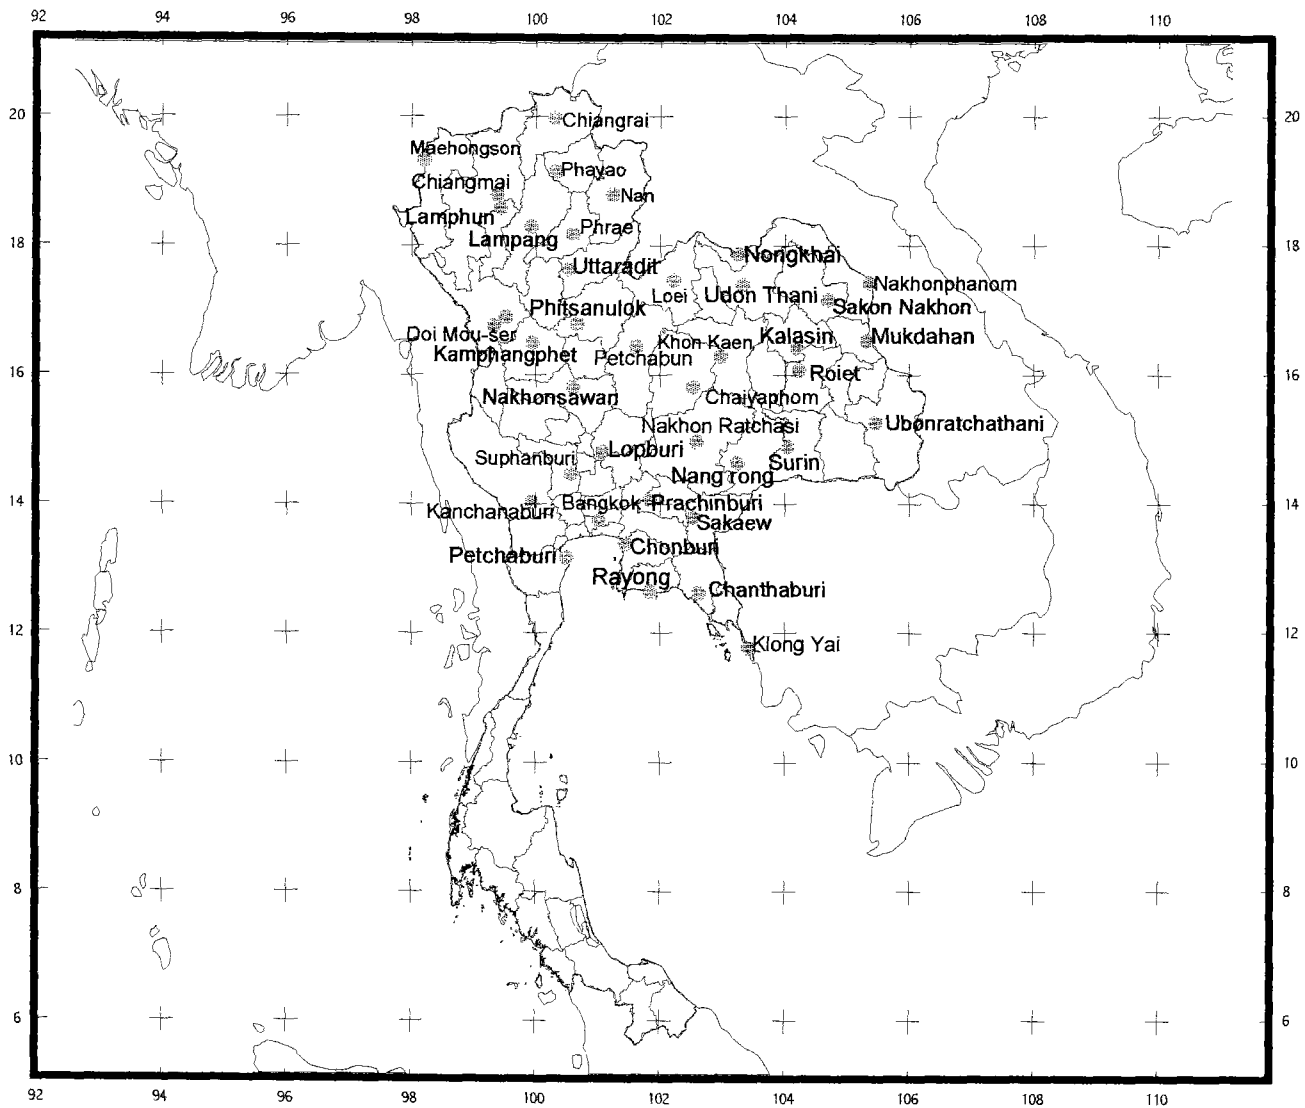 92 94 96 98 100 102 104 106 108 110
20 Chiangrai 20
Maehongson
Phayao
Chiangmai
Nan
Lamphun
Phrae
Lampang
18 18
Nongkhai
Uttaradit
Nakhonphanom
Loei Udon Thani
Phitsanulok Sakon Nakhon
Doi Mou-ser Khon Kaen Kalasin Mukdahan
Kamphangphet Petchabun
16 Roiet 16
Nakhonsawan Chaiyaphom
Nakhon Ratchasi Ubonratchathani
Lopburi
Suphanburi Surin
Nang rong
14 Bangkok Prachinburi 14
Kanchanaburi
Sakaew
Chonburi
Petchaburi
Rayong
Chanthaburi
12 12
Klong Yai
10 10
8 8
6 6
92 94 96 98 100 102 104 106 108 110